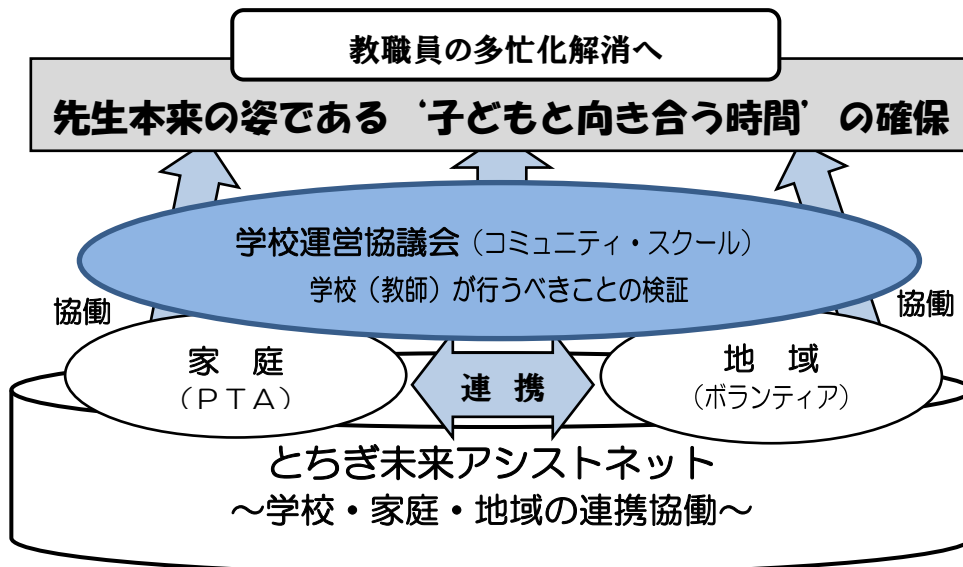 教職員の多忙化解消へ
先生本来の姿である ‘子どもと向き合う時間’ の確保
学校運営協議会（コミュニティ・スクール）
学校（教師）が行うべきことの検証
協働
協働
家 庭
（ＰＴＡ）
連 携
地 域
（ボランティア）
とちぎ未来アシストネット
～学校・家庭・地域の連携協働～